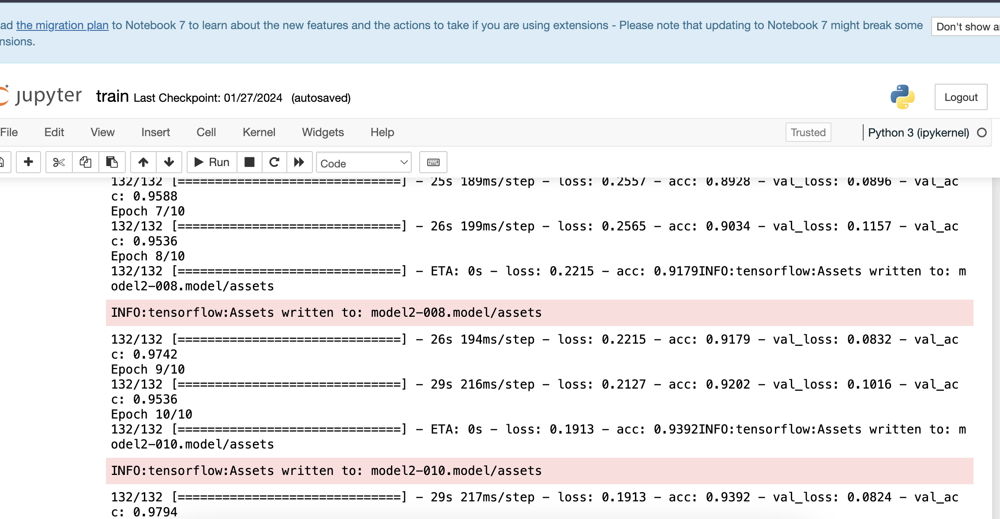 ad the migration plan to Notebook 7 to learn about the new features and the actions to take if you are using extensions - Please note that updating to Notebook 7 might break some
nsions.
Don't show a
jupyter train Last Checkpoint: 01/27/2024 (autosaved)
Logout
File Edit View Insert Cell Kernel Widgets Help
Trusted
Python 3 (ipykernel)
Run
Code
132/132 [==============================] - 25s 189ms/step - loss: 0.2557 - acc: 0.8928 - val_loss: 0.0896 - val_ac
c: 0.9588
Epoch 7/10
132/132 [==============================] - 26s 199ms/step - loss: 0.2565 - acc: 0.9034 - val_loss: 0.1157 - val_ac
c: 0.9536
Epoch 8/10
132/132 [==============================] - ETA: 0s - loss: 0.2215 - acc: 0.9179INFO:tensorflow:Assets written to: m
odel2-008.model/assets
INFO:tensorflow:Assets written to: model2-008.model/assets
132/132 [==============================] - 26s 194ms/step - loss: 0.2215 - acc: 0.9179 - val_loss: 0.0832 - val_ac
c: 0.9742
Epoch 9/10
132/132 [==============================] - 29s 216ms/step - loss: 0.2127 - acc: 0.9202 - val_loss: 0.1016 - val_ac
c: 0.9536
Epoch 10/10
132/132 [==============================] - ETA: 0s - loss: 0.1913 - acc: 0.9392INFO:tensorflow:Assets written to: m
odel2-010.model/assets
INFO:tensorflow:Assets written to: model2-010.model/assets
132/132 [==============================] - 29s 217ms/step - loss: 0.1913 - acc: 0.9392 - val_loss: 0.0824 - val_ac
c: 0.9794